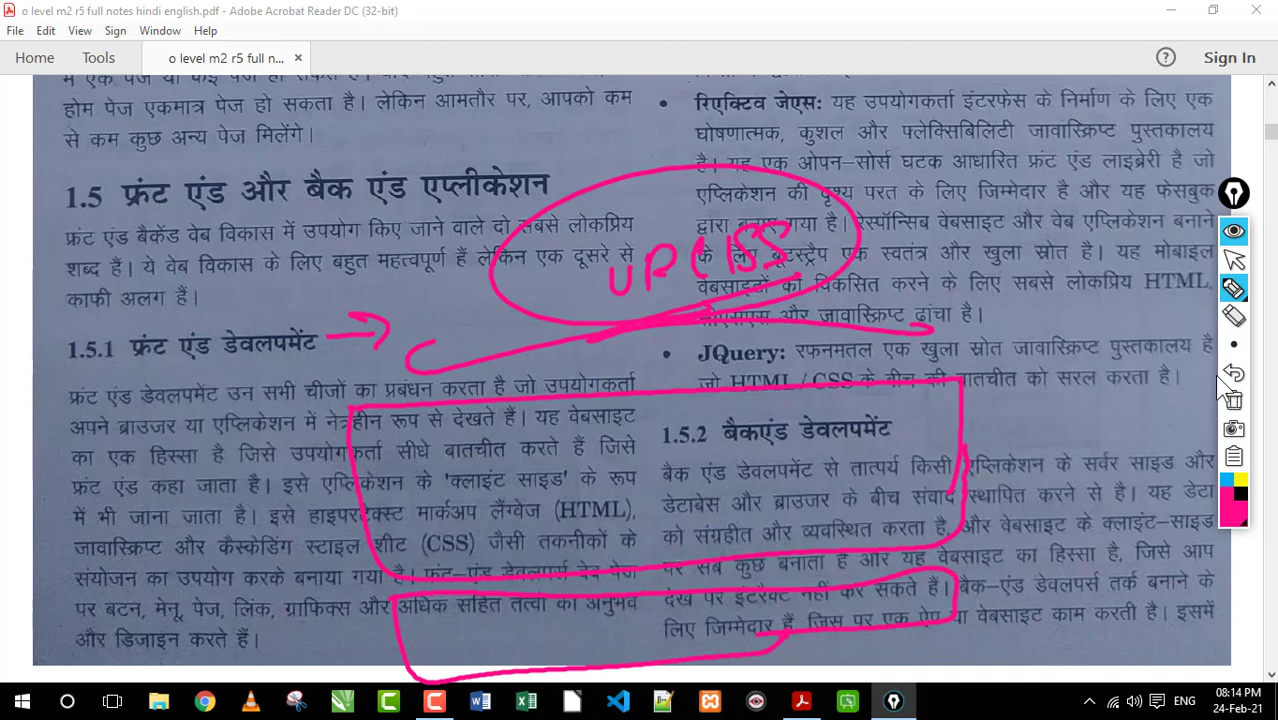 o level m2 r5 full notes hindi english.pdf - Adobe Acrobat Reader DC (32-bit)
File Edit View Sign Window Help
Home Tools o level m2 r5 full n... × Sign In
होम पेज एकमात्र पेज हो सकता है। लेकिन आमतौर पर, आपको कम
से कम कुछ अन्य पेज मिलेंगे।
1.5 फ्रंट एंड और बैक एंड एप्लीकेशन
फ्रंट एंड बैकेंड वेब विकास में उपयोग किए जाने वाले दो सबसे लोकप्रिय
शब्द हैं। ये वेब विकास के लिए बहुत महत्वपूर्ण हैं लेकिन एक दूसरे से
काफी अलग हैं।
1.5.1 फ्रंट एंड डेवलपमेंट
फ्रंट एंड डेवलपमेंट उन सभी चीजों का प्रबंधन करता है जो उपयोगकर्ता
अपने ब्राउजर या एप्लिकेशन में नेत्रहीन रूप से देखते हैं। यह वेबसाइट
का एक हिस्सा है जिसे उपयोगकर्ता सीधे बातचीत करते हैं जिसे
फ्रंट एंड कहा जाता है। इसे एप्लिकेशन के 'क्लाइंट साइड' के रूप
में भी जाना जाता है। इसे हाइपरटेक्स्ट मार्कअप लैंग्वेज (HTML),
जावास्क्रिप्ट और कैस्केडिंग स्टाइल शीट (CSS) जैसी तकनीकों के
संयोजन का उपयोग करके बनाया गया है। फ्रंट-एंड डेवलपर्स वेब पेज
पर बटन, मेनू, पेज, लिंक, ग्राफिक्स और अधिक सहित तत्वों का अनुभव
और डिजाइन करते हैं।
• रिएक्टिव जेएस: यह उपयोगकर्ता इंटरफेस के निर्माण के लिए एक
घोषणात्मक, कुशल और फ्लेक्सिबिलिटी जावास्क्रिप्ट पुस्तकालय
है। यह एक ओपन-सोर्स घटक आधारित फ्रंट एंड लाइब्रेरी है जो
एप्लिकेशन की दृश्य परत के लिए जिम्मेदार है और यह फेसबुक
द्वारा बनाया गया है। रेस्पॉन्सिब वेबसाइट और वेब एप्लिकेशन बनाने
के लिए बूटस्ट्रैप एक स्वतंत्र और खुला स्रोत है। यह मोबाइल
वेबसाइटों को विकसित करने के लिए सबसे लोकप्रिय HTML,
सीएसएस और जावास्क्रिप्ट ढांचा है।
UPCISS
• JQuery: रफनमतल एक खुला स्रोत जावास्क्रिप्ट पुस्तकालय है
जो HTML / CSS के बीच की बातचीत को सरल करता है।
1.5.2 बैकएंड डेवलपमेंट
बैक एंड डेवलपमेंट से तात्पर्य किसी एप्लिकेशन के सर्वर साइड और
डेटाबेस और ब्राउजर के बीच संवाद स्थापित करने से है। यह डेटा
को संग्रहीत और व्यवस्थित करता है, और वेबसाइट के क्लाइंट-साइड
पर सब कुछ बनाता है और यह वेबसाइट का हिस्सा है, जिसे आप
देख पर इंटरैक्ट नहीं कर सकते हैं। बैक-एंड डेवलपर्स तर्क बनाने के
लिए जिम्मेदार हैं, जिस पर एक ऐप या वेबसाइट काम करती है। इसमें
ENG 08:14 PM
24-Feb-21